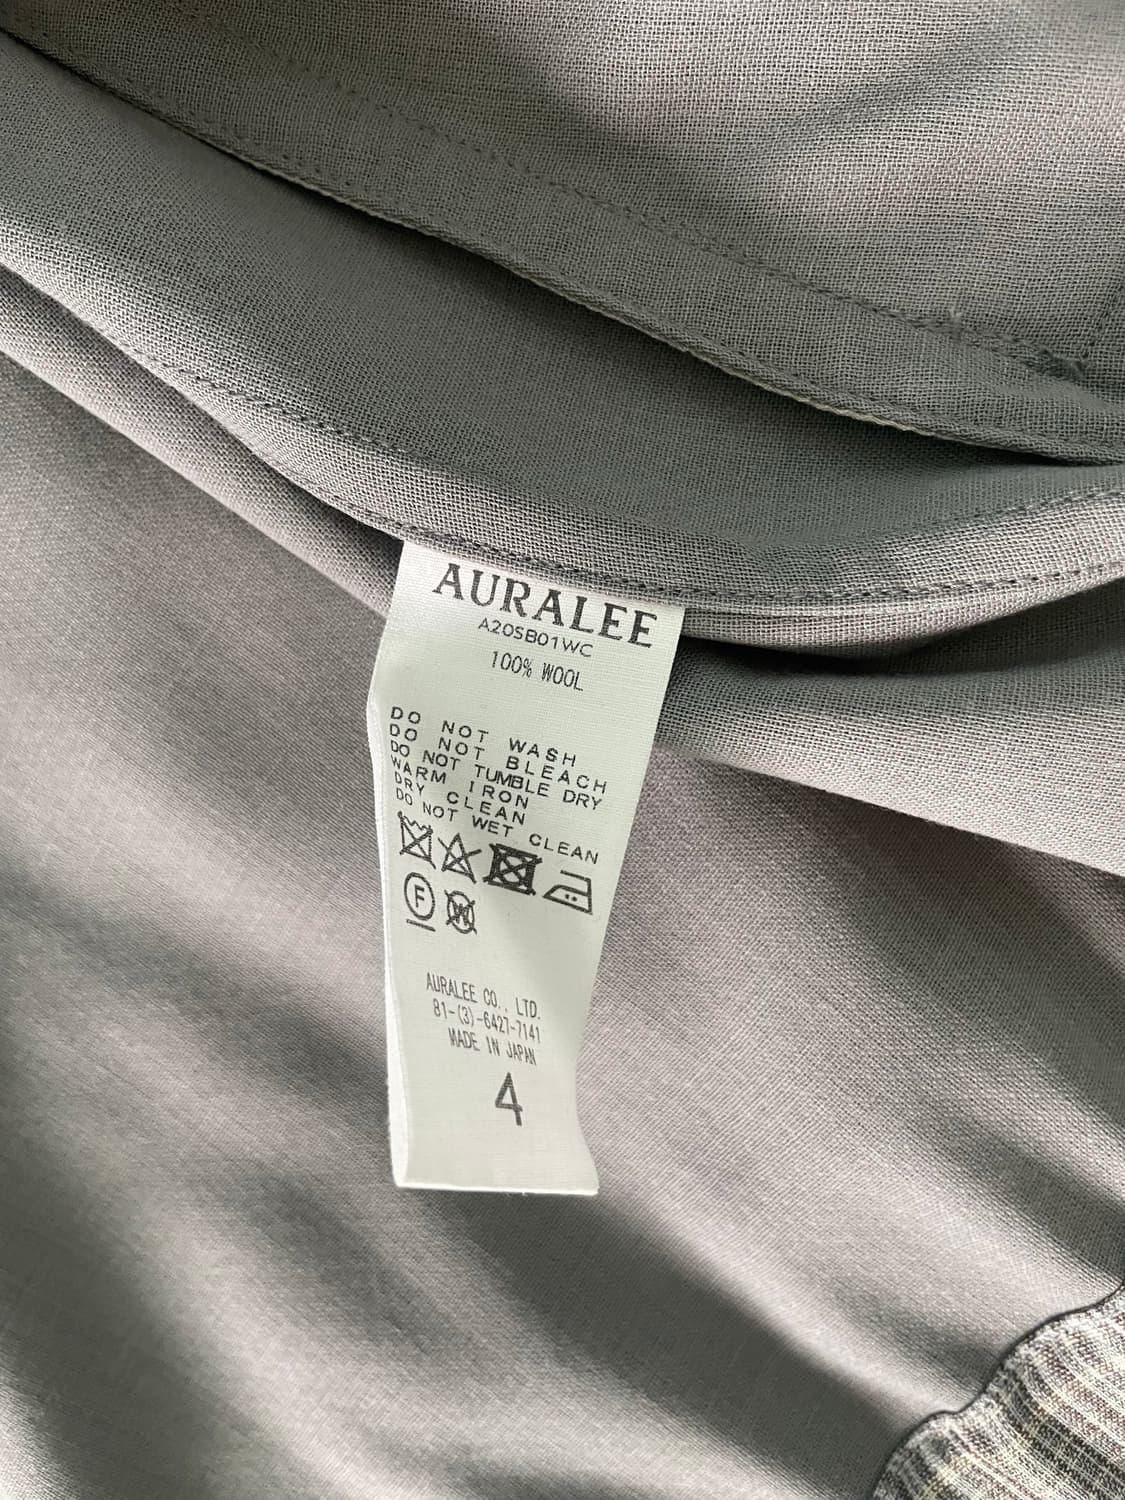 AURALEE
A20SB01WC
100% WOOL
DO NOT WASH
DO NOT BLEACH
DO NOT TUMBLE DRY
WARM IRON
DRY CLEAN
DO NOT WET CLEAN
F W
AURALEE CO., LTD.
81-(3)-6427-7141
MADE IN JAPAN
4